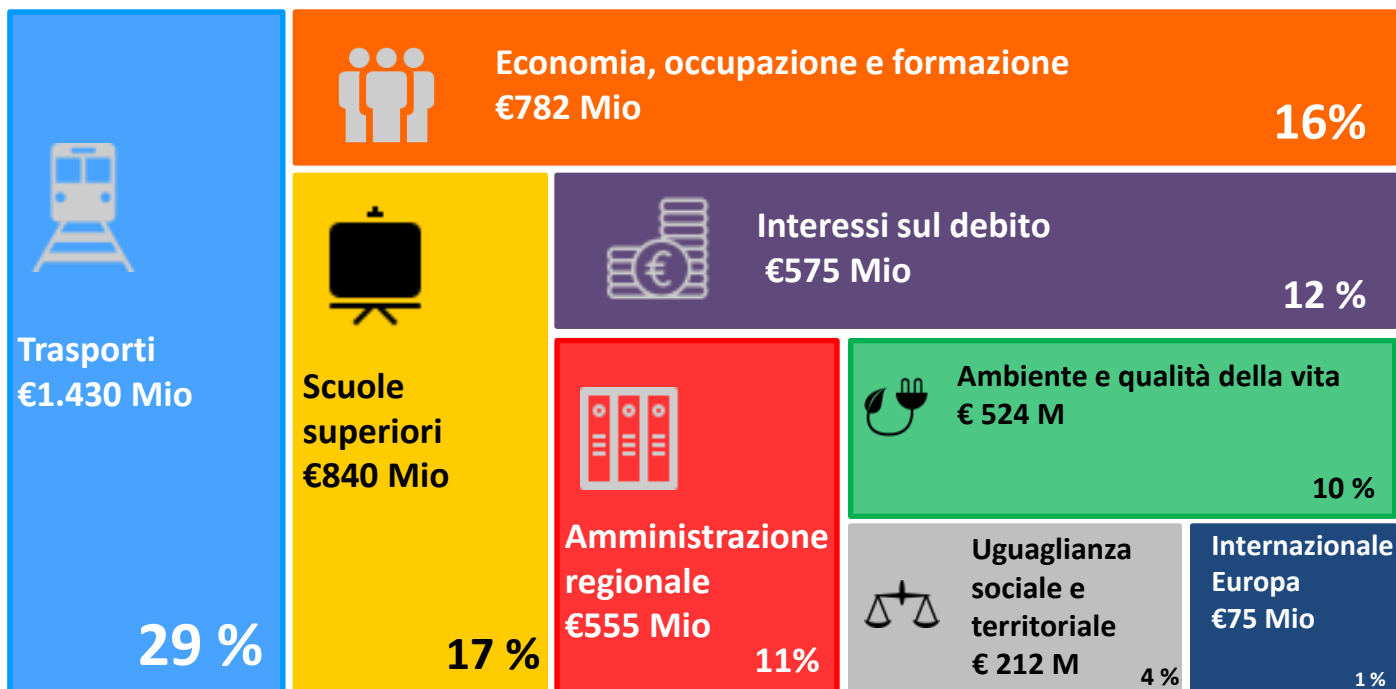 Economia, occupazione e formazione
€782 Mio
16%
Trasporti
€1.430 Mio
29 %
Scuole
superiori
€840 Mio
17 %
Interessi sul debito
€575 Mio
12 %
Amministrazione
regionale
€555 Mio
11%
Ambiente e qualità della vita
€ 524 M
10 %
Uguaglianza
sociale e
territoriale
€ 212 M
4 %
Internazionale
Europa
€75 Mio
1 %